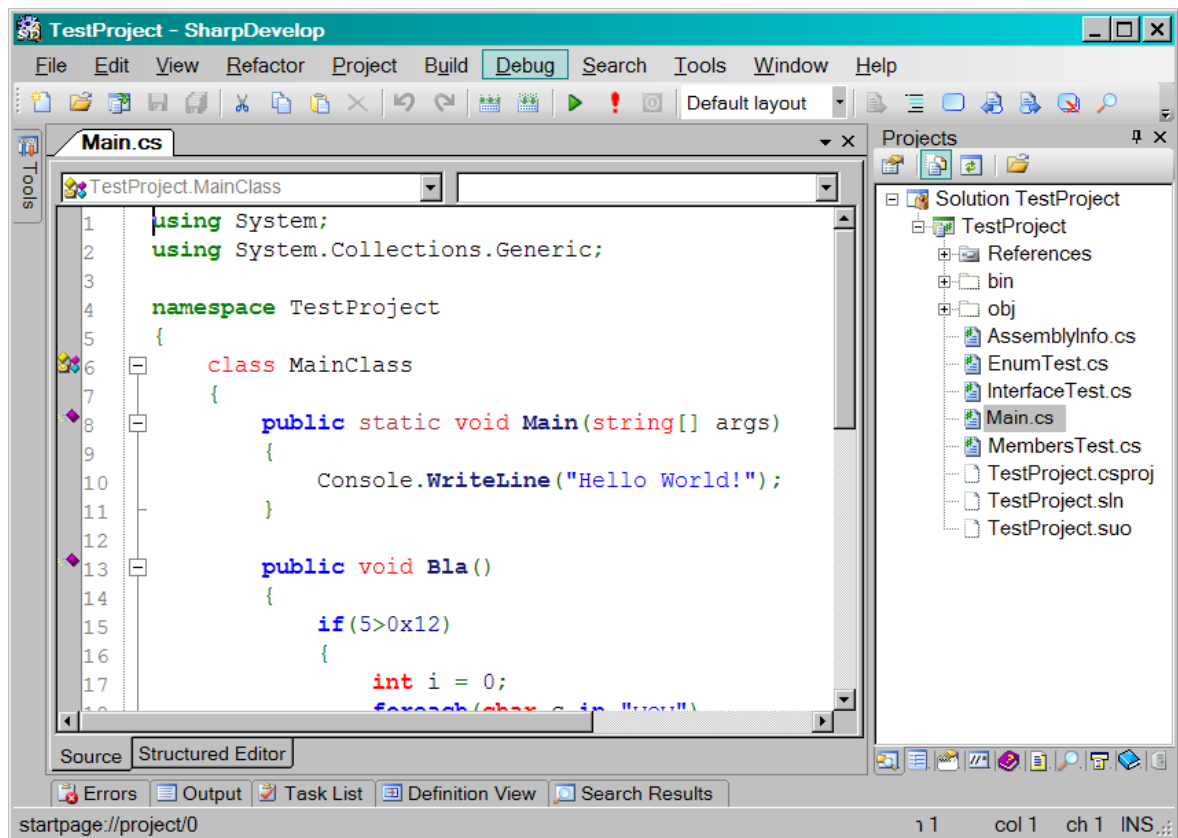 TestProject - SharpDevelop
File Edit View Refactor Project Build Debug Search Tools Window Help
Default layout
Tools
Main.cs
TestProject.MainClass
1 using System;
2 using System.Collections.Generic;
3
4 namespace TestProject
5 {
6 class MainClass
7 {
8 public static void Main(string[] args)
9 {
10 Console.WriteLine("Hello World!");
11 }
12
13 public void Bla()
14 {
15 if(5>0x12)
16 {
17 int i = 0;
foreach(char c in
Source Structured Editor
Projects
Solution TestProject
TestProject
References
bin
obj
AssemblyInfo.cs
EnumTest.cs
InterfaceTest.cs
Main.cs
MembersTest.cs
TestProject.csproj
TestProject.sln
TestProject.suo
Errors Output Task List Definition View Search Results
startpage://project/0 1 col 1 ch 1 INS